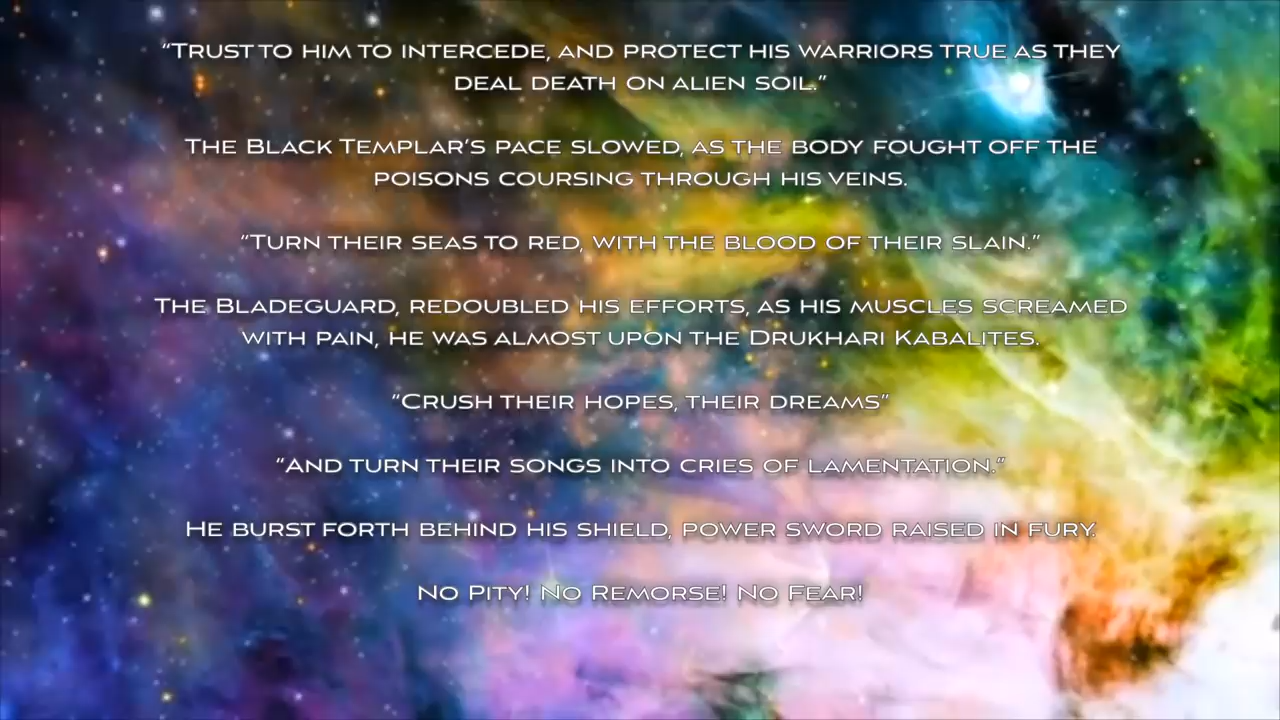 “Trust to him to intercede, and protect his warriors true as they
deal death on alien soil.”
The Black Templar’s pace slowed, as the body fought off the
poisons coursing through his veins.
“Turn their seas to red, with the blood of their slain.”
The Bladeguard, redoubled his efforts, as his muscles screamed
with pain, he was almost upon the Drukhari Kabalites.
“Crush their hopes, their dreams”
“and turn their songs into cries of lamentation.”
He burst forth behind his shield, power sword raised in fury.
No Pity! No Remorse! No Fear!